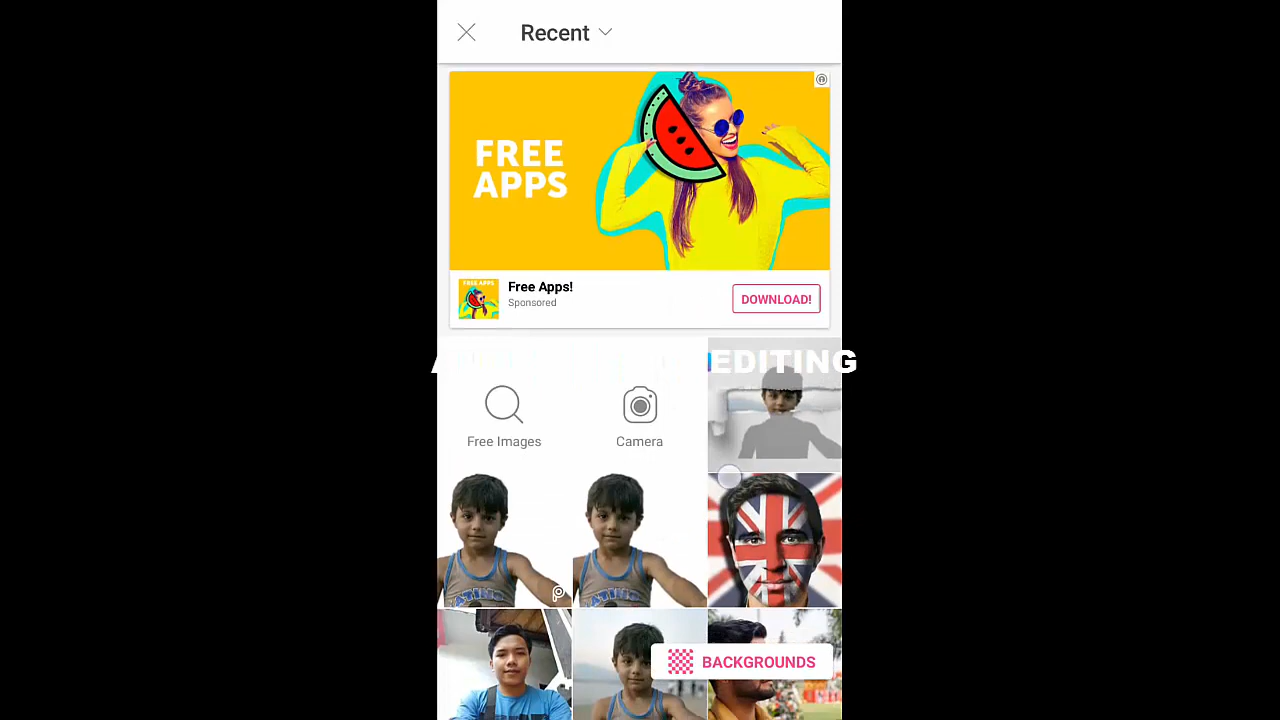 Recent
FREE
APPS
Free Apps!
Sponsored
DOWNLOAD!
EDITING
Free Images
Camera
BACKGROUNDS